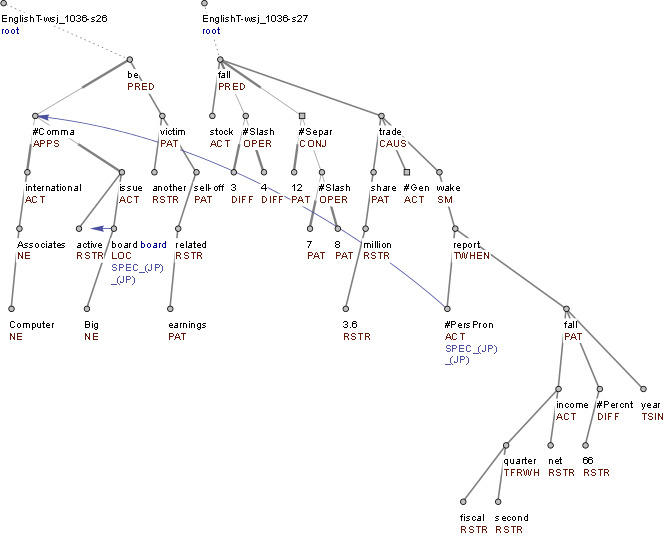 EnglishT-wsj_1036-s26
root
EnglishT-wsj_1036-s27
root
be
PRED
fall
PRED
#Comma
APPS
victim
PAT
stock
ACT
#Slash
OPER
#Separ
CONJ
trade
CAUS
international
ACT
issue
ACT
another
RSTR
sell-off
PAT
3
DIFF
4
DIFF
12
PAT
#Slash
OPER
share
PAT
#Gen
ACT
wake
SM
Associates
NE
active
RSTR
board board
LOC
SPEC_(JP)
_(JP)
related
RSTR
7
PAT
8
PAT
million
RSTR
report
TWHEN
Computer
NE
Big
NE
earnings
PAT
3.6
RSTR
#PersPron
ACT
SPEC_(JP)
_(JP)
fall
PAT
income
ACT
#Percnt
DIFF
year
TSIN
quarter
TFRWH
net
RSTR
66
RSTR
fiscal
RSTR
second
RSTR